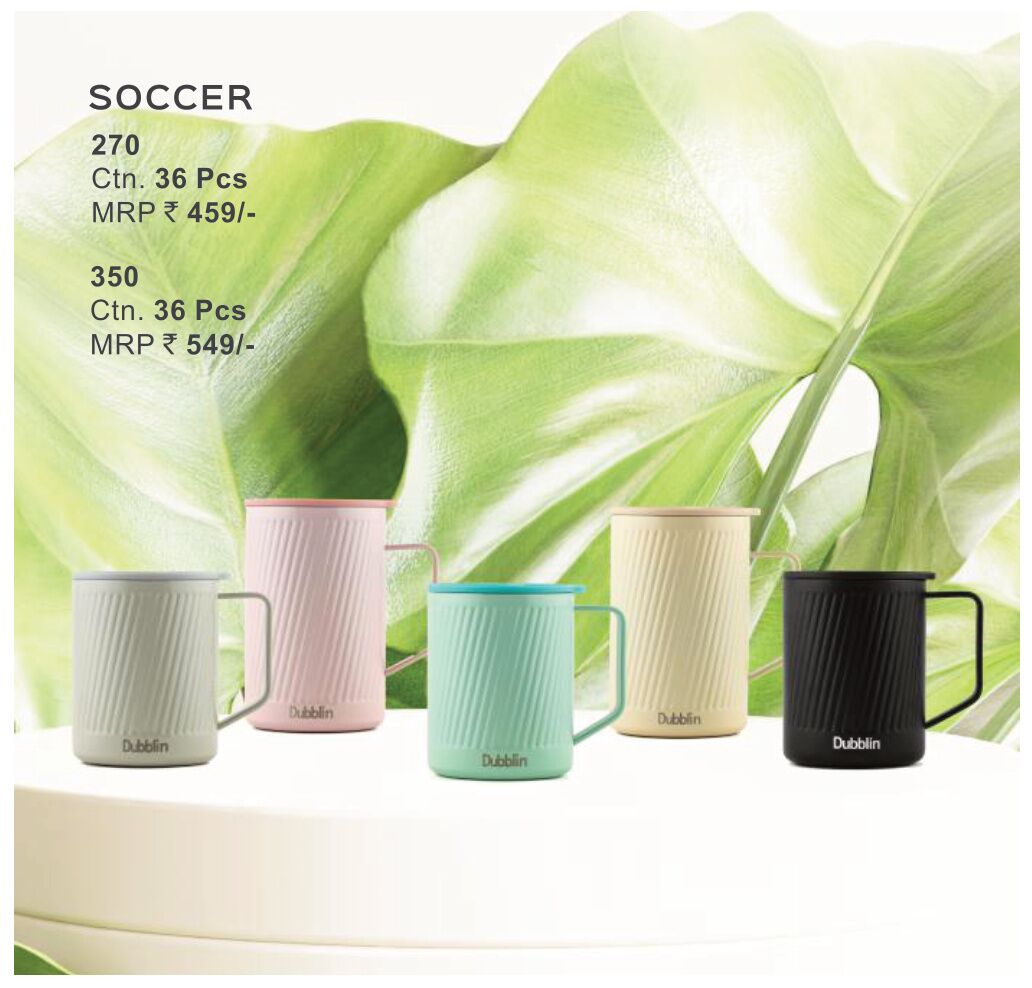 SOCCER
270
Ctn. 36 Pcs
MRP ₹ 459/-
350
Ctn. 36 Pcs
MRP ₹ 549/-
Dubblin
Dubblin
Dubblin
Dubblin
Dubblin